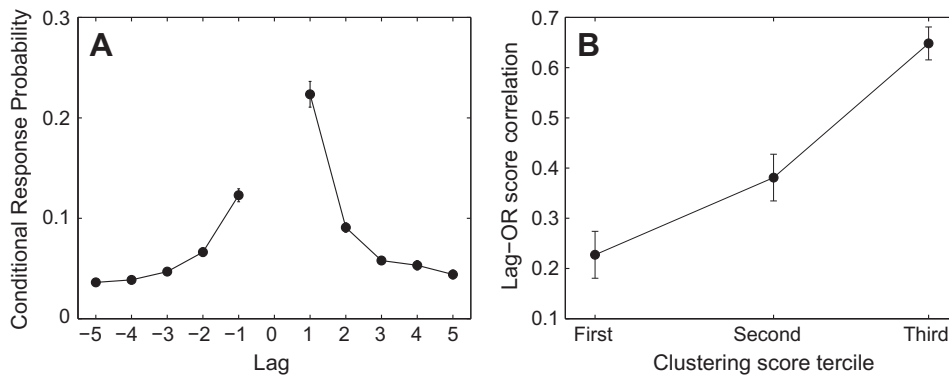 A
Conditional Response Probability
0.3
0.2
0.1
0
−5 −4 −3 −2 −1 0 1 2 3 4 5
Lag
B
Lag−OR score correlation
0.7
0.6
0.5
0.4
0.3
0.2
0.1
First Second Third
Clustering score tercile